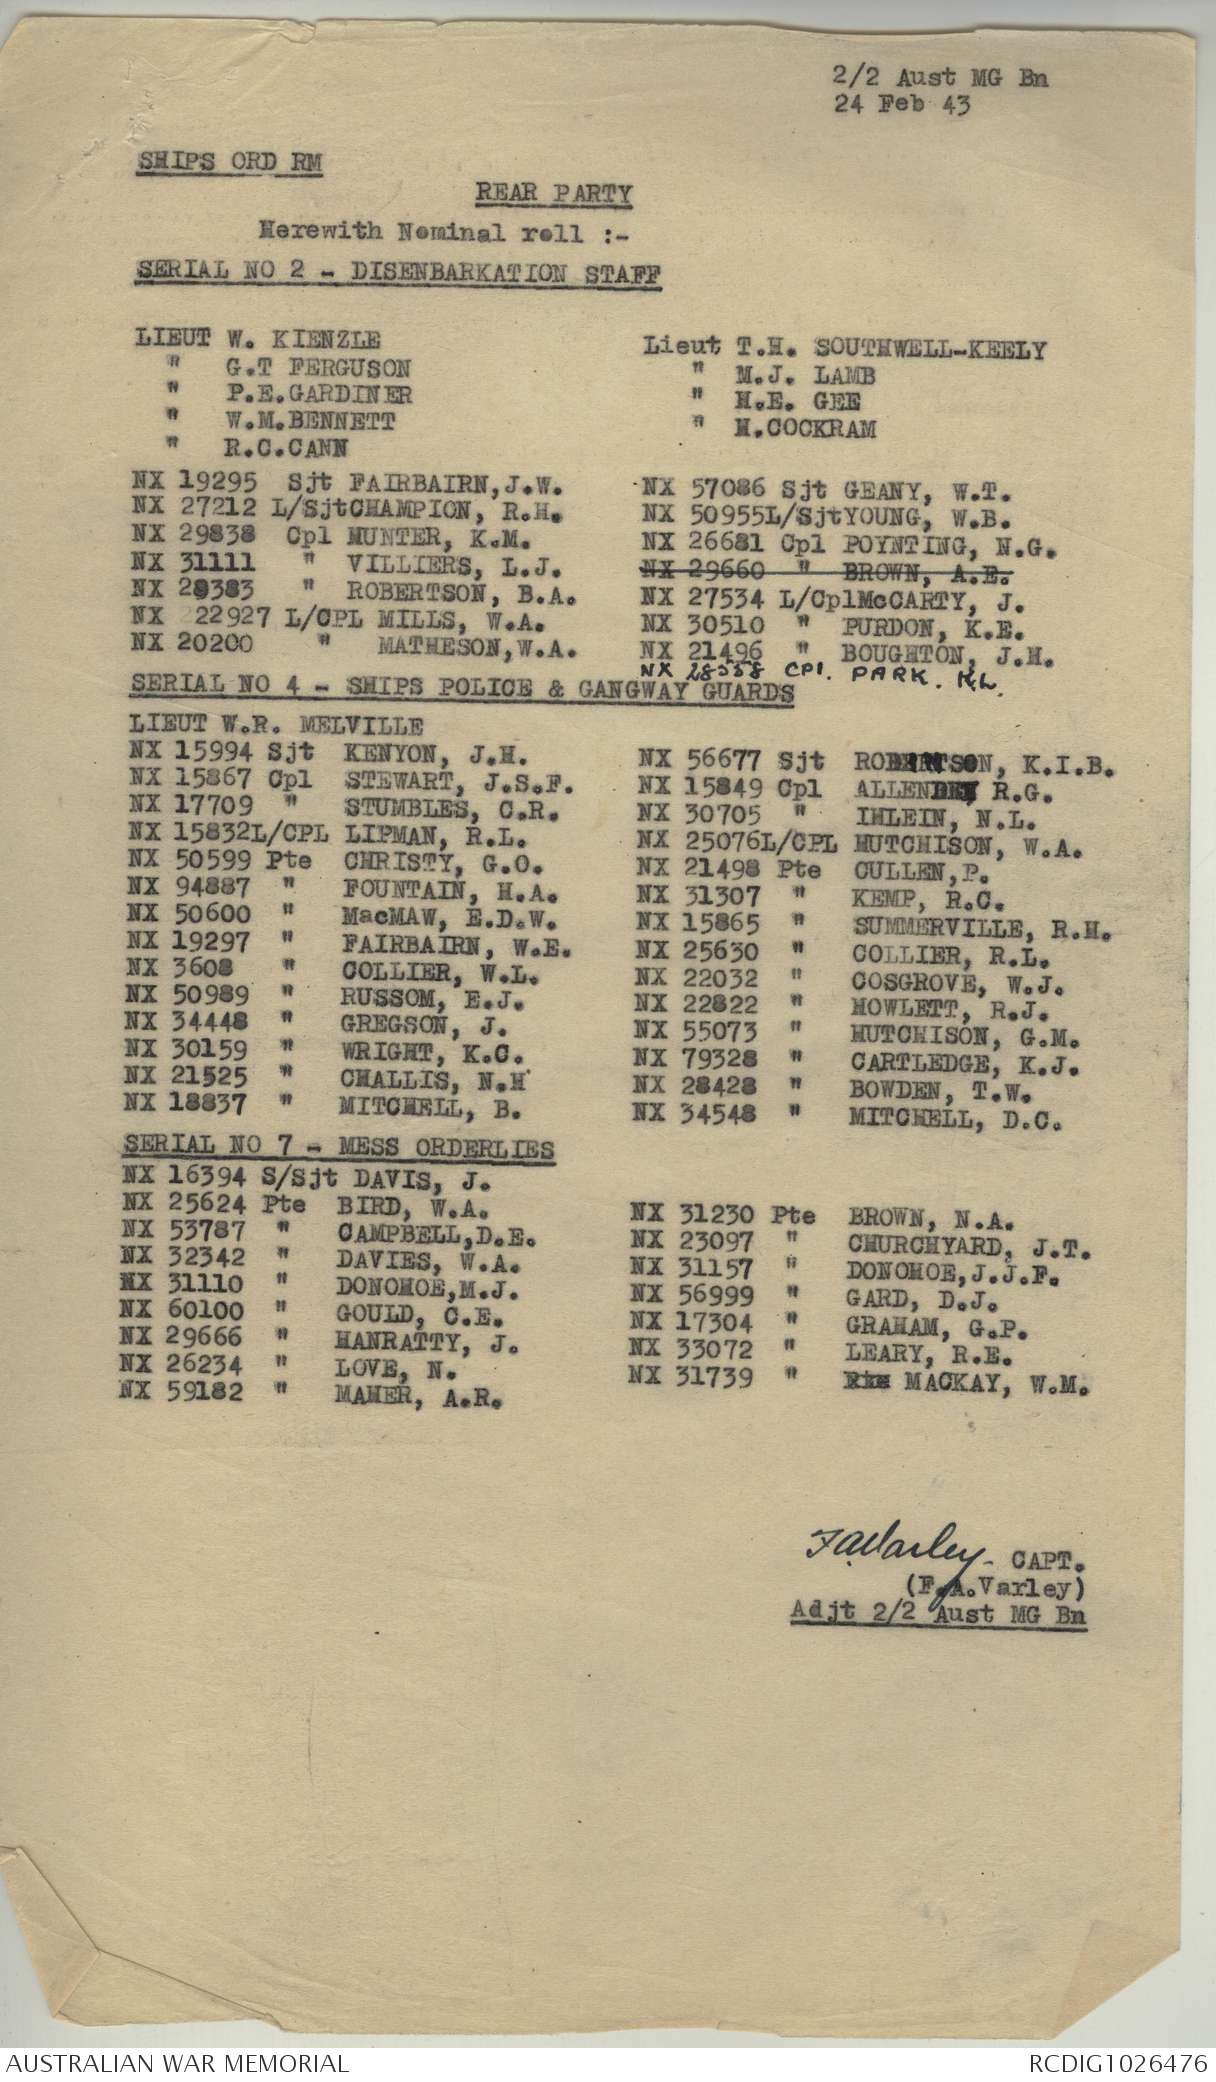 2/2 Aust MG Bn
24 Feb 43
SHIPS ORD RM
REAR PARTY
Herewith Nominal roll :-
SERIAL NO 2 - DISENBARKATION STAFF
LIEUT W. KIENZLE
" G.T FERGUSON
" P.E.GARDINER
" W.M.BENNETT
" R.C.CANN
Lieut T.H. SOUTHWELL-KEELY
" M.J. LAMB
" H.E. GEE
" H.COCKRAM
NX 19295 Sjt FAIRBAIRN,J.W.
NX 27212 L/SjtCHAMPION, R.H.
NX 29838 Cpl HUNTER, K.M.
NX 31111 " VILLIERS, L.J.
NX 28383 " ROBERTSON, B.A.
NX 22927 L/CPL MILLS, W.A.
NX 20200 " MATHESON,W.A.
NX 57086 Sjt GEANY, W.T.
NX 50955L/SjtYOUNG, W.B.
NX 26681 Cpl POYNTING, N.G.
NX 29660 " BROWN, A.E.
NX 27534 L/CplMcCARTY, J.
NX 30510 " PURDON, K.E.
NX 21496 " BOUGHTON, J.H.
NX 28558 CPl. PARK. K.L.
SERIAL NO 4 - SHIPS POLICE & GANGWAY GUARDS
LIEUT W.R. MELVILLE
NX 15994 Sjt KENYON, J.H.
NX 15867 Cpl STEWART, J.S.F.
NX 17709 " STUMBLES, C.R.
NX 15832L/CPL LIPMAN, R.L.
NX 50599 Pte CHRISTY, G.O.
NX 94887 " FOUNTAIN, H.A.
NX 50600 " MacMAW, E.D.W.
NX 19297 " FAIRBAIRN, W.E.
NX 3608 " COLLIER, W.L.
NX 50989 " RUSSOM, E.J.
NX 34448 " GREGSON, J.
NX 30159 " WRIGHT, K.C.
NX 21525 " CHALLIS, N.H
NX 18837 " MITCHELL, B.
NX 56677 Sjt ROBERTSON, K.I.B.
NX 15849 Cpl ALLEN R.G.
NX 30705 " IHLEIN, N.L.
NX 25076L/CPL HUTCHISON, W.A.
NX 21498 Pte CULLEN,P.
NX 31307 " KEMP, R.C.
NX 15865 " SUMMERVILLE, R.H.
NX 25630 " COLLIER, R.L.
NX 22032 " COSGROVE, W.J.
NX 22822 " HOWLETT, R.J.
NX 55073 " HUTCHISON, G.M.
NX 79328 " CARTLEDGE, K.J.
NX 28428 " BOWDEN, T.W.
NX 34548 " MITCHELL, D.C.
SERIAL NO 7 - MESS ORDERLIES
NX 16394 S/Sjt DAVIS, J.
NX 25624 Pte BIRD, W.A.
NX 53787 " CAMPBELL,D.E.
NX 32342 " DAVIES, W.A.
NX 31110 " DONOHOE,M.J.
NX 60100 " GOULD, C.E.
NX 29666 " HANRATTY, J.
NX 26234 " LOVE, N.
NX 59182 " MAHER, A.R.
NX 31230 Pte BROWN, N.A.
NX 23097 " CHURCHYARD, J.T.
NX 31157 " DONOHOE,J.J.F.
NX 56999 " GARD, D.J.
NX 17304 " GRAHAM, G.P.
NX 33072 " LEARY, R.E.
NX 31739 " MACKAY, W.M.
FAVarley - CAPT.
(F.A.Varley)
Adjt 2/2 Aust MG Bn
AUSTRALIAN WAR MEMORIAL
RCDIG1026476